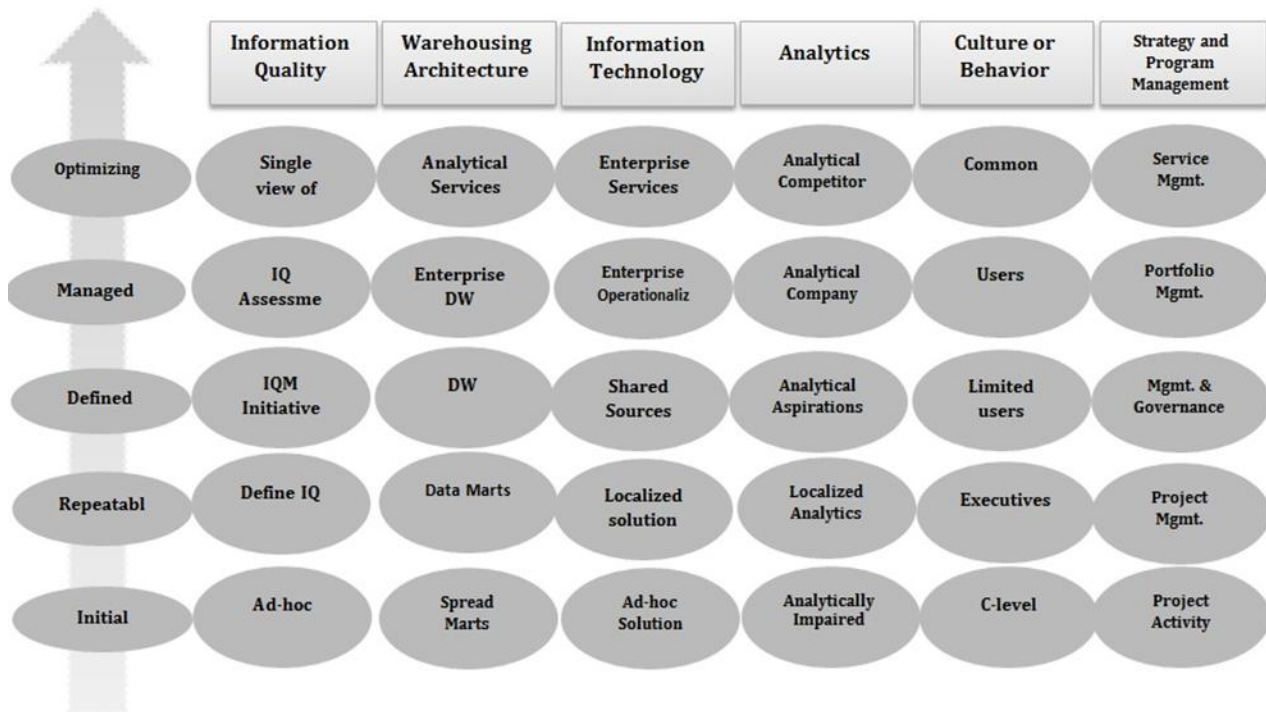 Information
Quality
Warehousing
Architecture
Information
Technology
Analytics
Culture or
Behavior
Strategy and
Program
Management
Optimizing
Single
view of
Analytical
Services
Enterprise
Services
Analytical
Competitor
Common
Service
Mgmt.
Managed
IQ
Assessme
Enterprise
DW
Enterprise
Operationaliz
Analytical
Company
Users
Portfolio
Mgmt.
Defined
IQM
Initiative
DW
Shared
Sources
Analytical
Aspirations
Limited
users
Mgmt. &
Governance
Repeatabl
Define IQ
Data Marts
Localized
solution
Localized
Analytics
Executives
Project
Mgmt.
Initial
Ad-hoc
Spread
Marts
Ad-hoc
Solution
Analytically
Impaired
C-level
Project
Activity